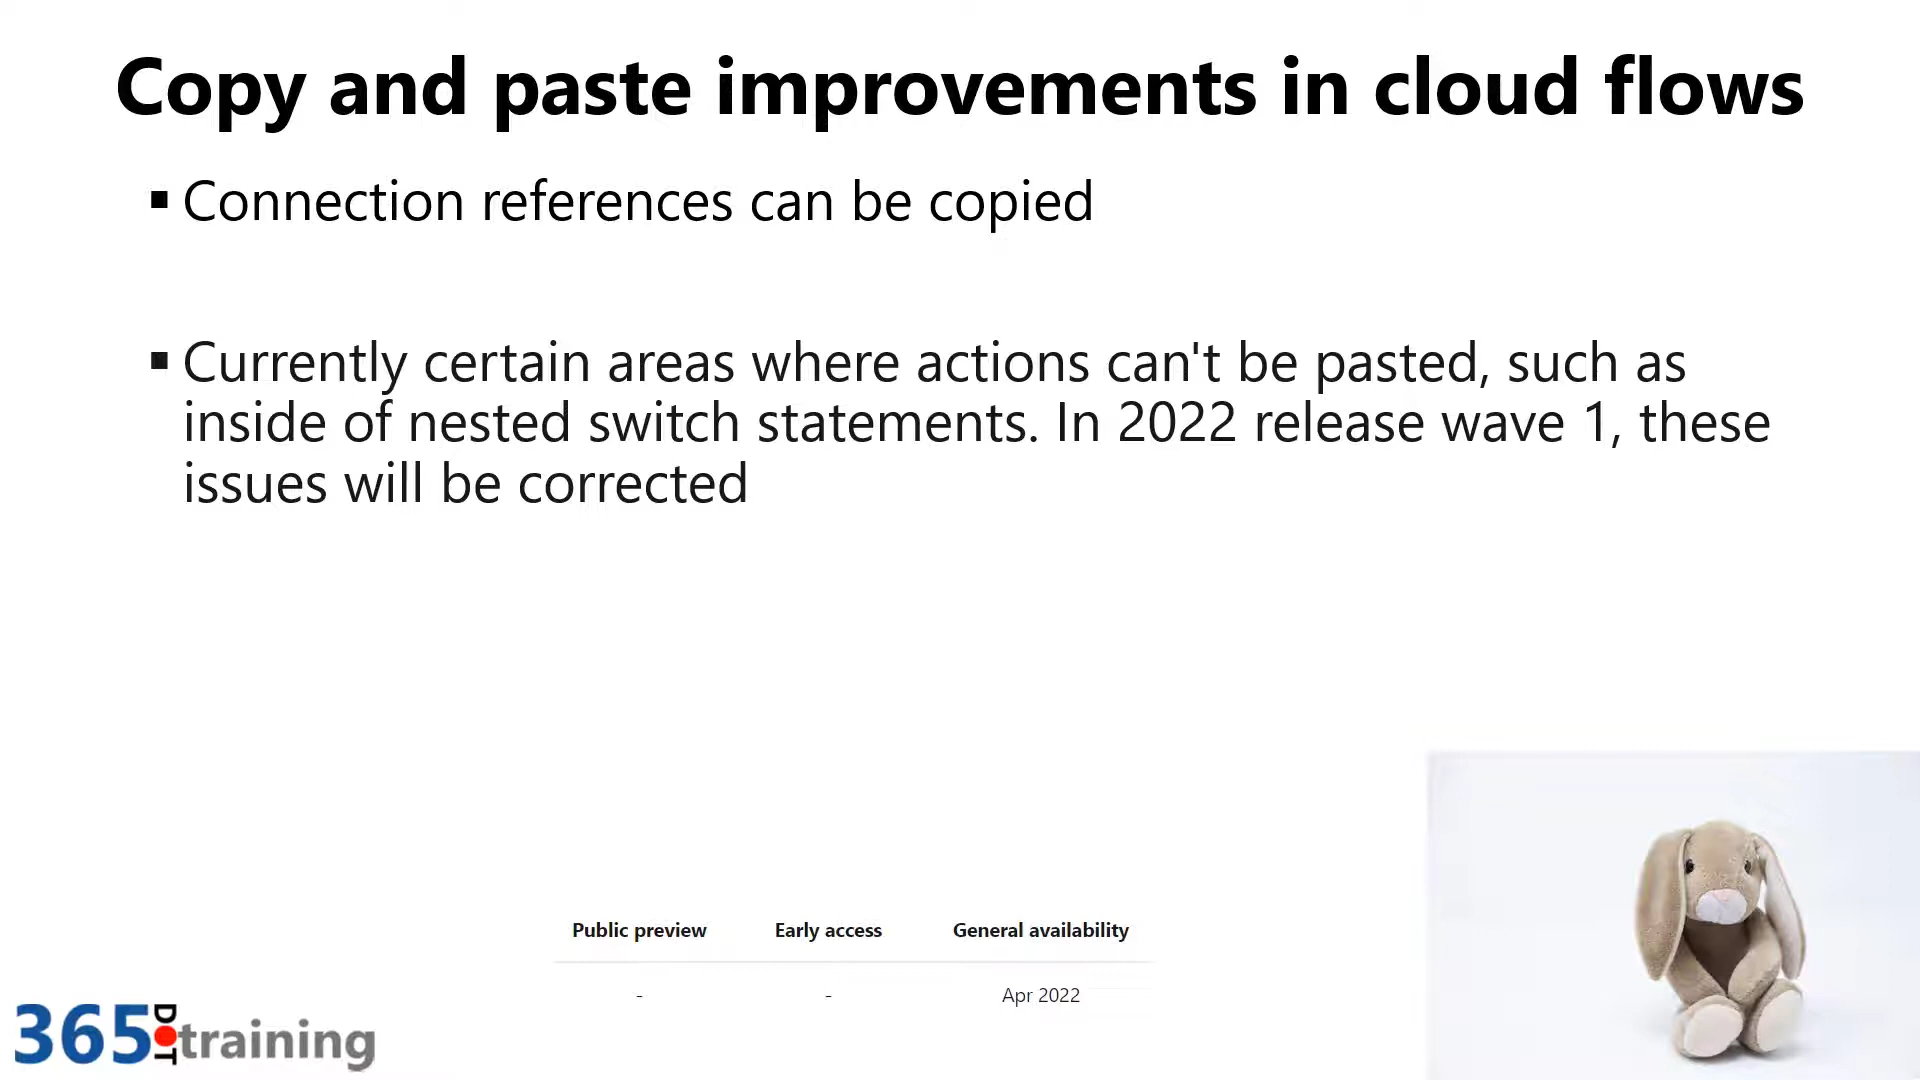 Copy and paste improvements in cloud flows
▪ Connection references can be copied
▪ Currently certain areas where actions can't be pasted, such as
inside of nested switch statements. In 2022 release wave 1, these
issues will be corrected
Public preview Early access General availability
- - Apr 2022
365 DOT training